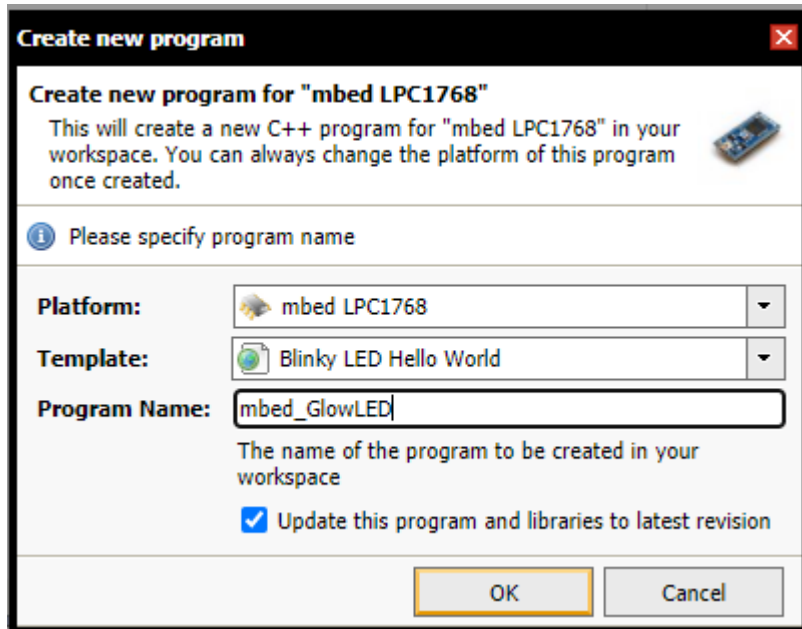 Create new program
Create new program for "mbed LPC1768"
This will create a new C++ program for "mbed LPC1768" in your
workspace. You can always change the platform of this program
once created.
Please specify program name
Platform: mbed LPC1768
Template: Blinky LED Hello World
Program Name: mbed_GlowLED
The name of the program to be created in your
workspace
Update this program and libraries to latest revision
OK Cancel